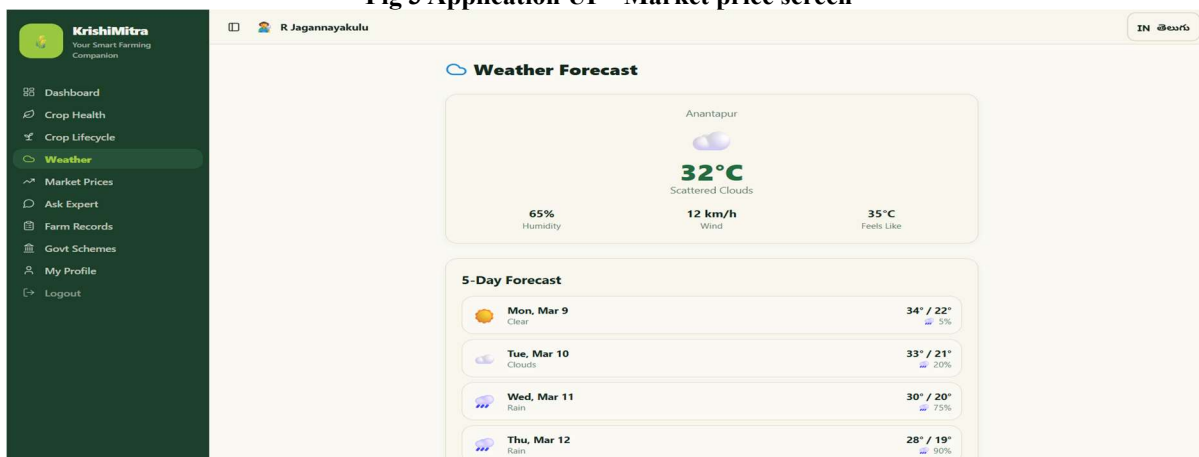 Fig 5 Application UI - Market price screen
KrishiMitra
Your Smart Farming
Companion
Dashboard
Crop Health
Crop Lifecycle
Weather
Market Prices
Ask Expert
Farm Records
Govt Schemes
My Profile
Logout
R Jagannayakulu
IN తెలుగు
Weather Forecast
Anantapur
32°C
Scattered Clouds
65% 12 km/h 35°C
Humidity Wind Feels Like
5-Day Forecast
Mon, Mar 9 34° / 22°
Clear 5%
Tue, Mar 10 33° / 21°
Clouds 20%
Wed, Mar 11 30° / 20°
Rain 75%
Thu, Mar 12 28° / 19°
Rain 90%